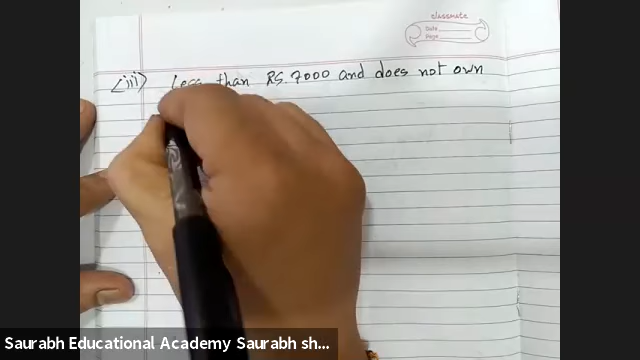 classmate
Date
Page
<iii> Less than Rs. 7000 and does not own
Saurabh Educational Academy Saurabh sh...